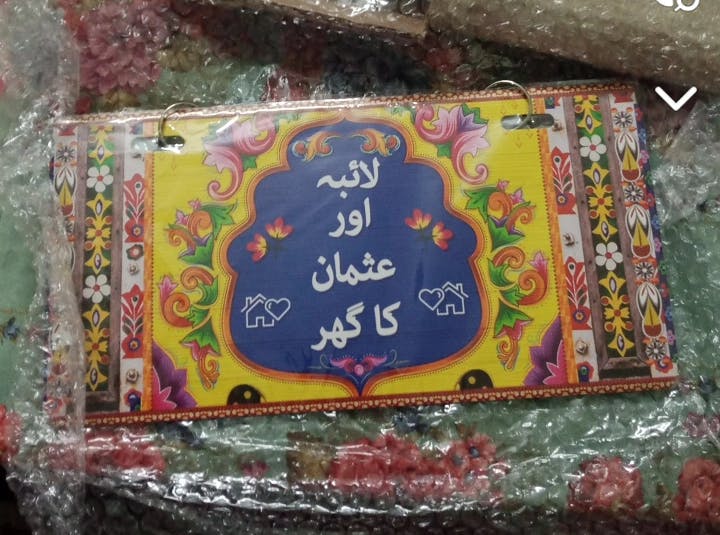 لائبہ
اور
عثمان
کا گھر